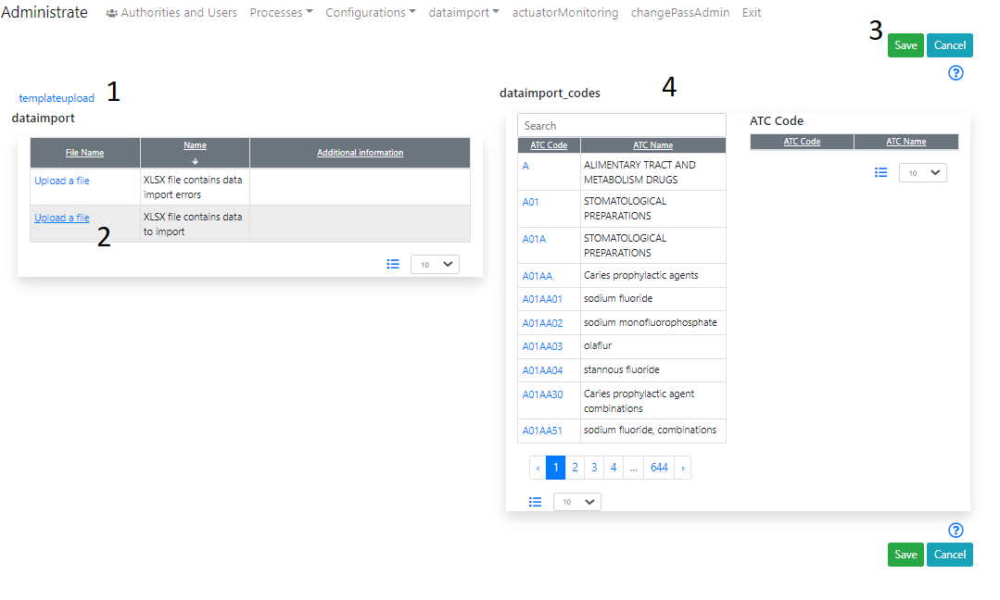 Administrate Authorities and Users Processes Configurations dataimport actuatorMonitoring changePassAdmin Exit
3 Save Cancel
?
templateupload 1
dataimport
File Name Name Additional information
Upload a file XLSX file contains data
import errors
Upload a file XLSX file contains data
to import
2
10
dataimport_codes 4
Search
ATC Code ATC Name
A ALIMENTARY TRACT AND
METABOLISM DRUGS
A01 STOMATOLOGICAL
PREPARATIONS
A01A STOMATOLOGICAL
PREPARATIONS
A01AA Caries prophylactic agents
A01AA01 sodium fluoride
A01AA02 sodium monofluorophosphate
A01AA03 olaflur
A01AA04 stannous fluoride
A01AA30 Caries prophylactic agent
combinations
A01AA51 sodium fluoride, combinations
‹ 1 2 3 4 ... 644 ›
10
ATC Code
ATC Code ATC Name
10
?
Save Cancel